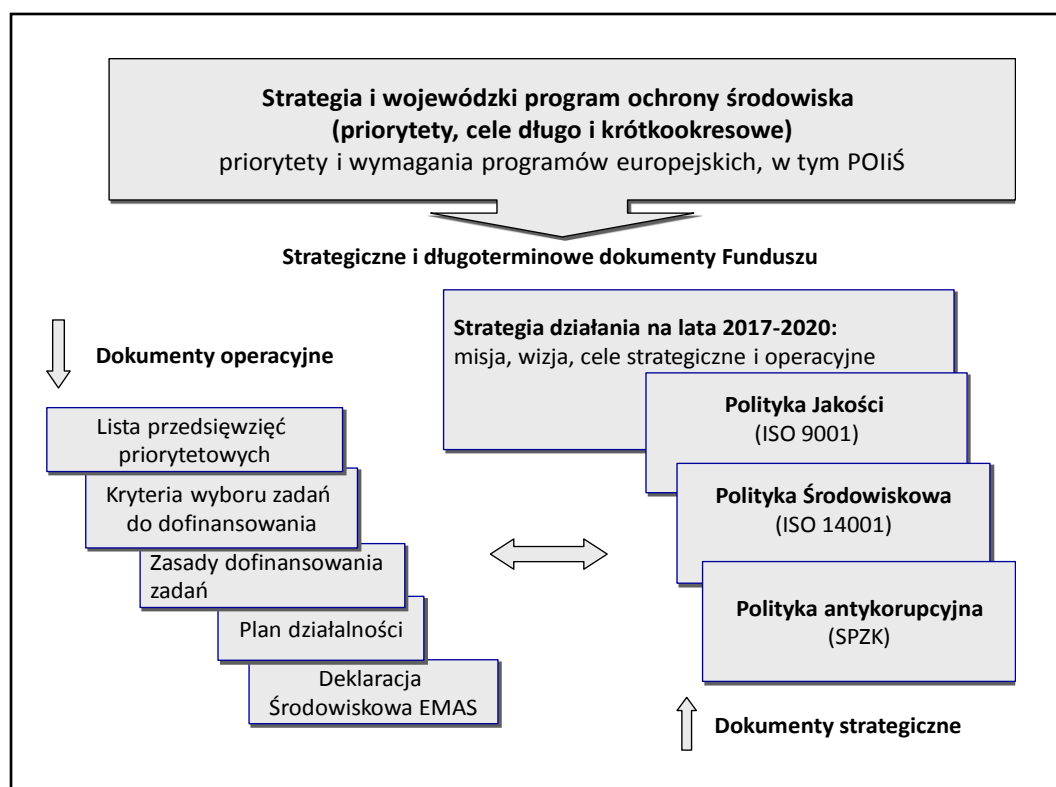 Strategia i wojewódzki program ochrony środowiska
(priorytety, cele długo i krótkookresowe)
priorytety i wymagania programów europejskich, w tym POIiŚ
Strategiczne i długoterminowe dokumenty Funduszu
Dokumenty operacyjne
Lista przedsięwzięć
priorytetowych
Kryteria wyboru zadań
do dofinansowania
Zasady dofinansowania
zadań
Plan działalności
Deklaracja
Środowiskowa EMAS
Strategia działania na lata 2017-2020:
misja, wizja, cele strategiczne i operacyjne
Polityka Jakości
(ISO 9001)
Polityka Środowiskowa
(ISO 14001)
Polityka antykorupcyjna
(SPZK)
Dokumenty strategiczne